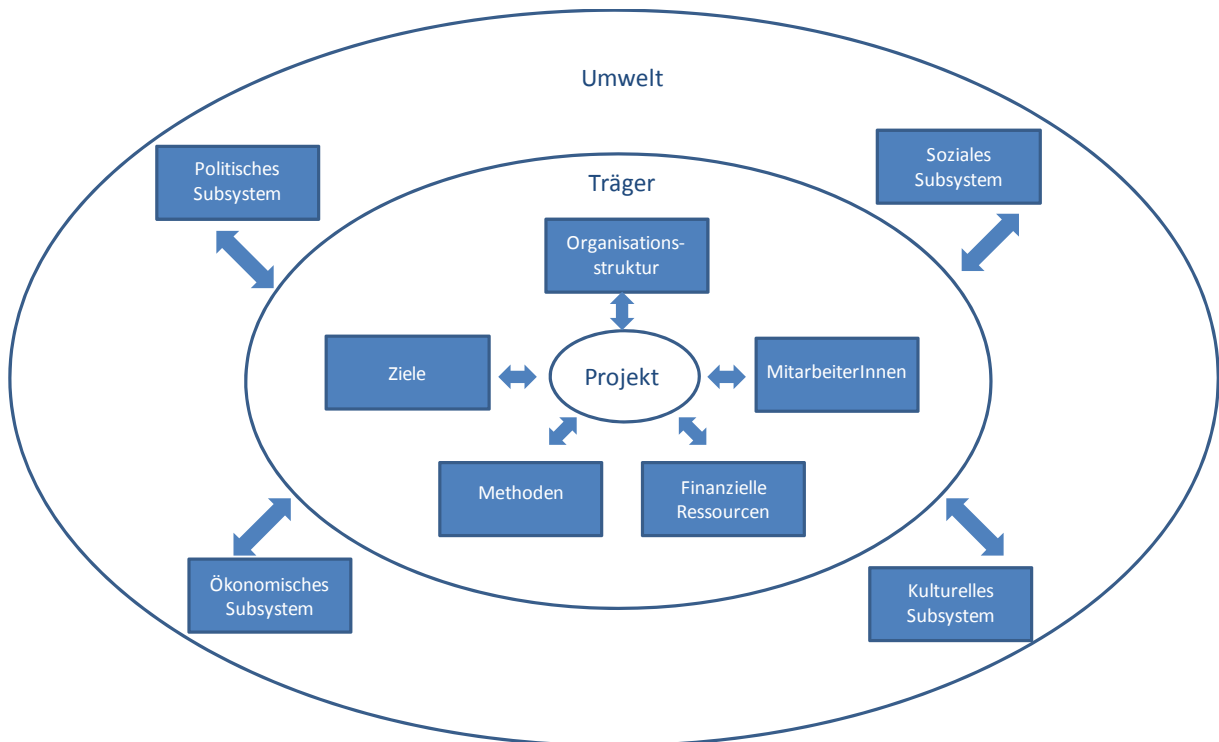 Umwelt
Politisches
Subsystem
Soziales
Subsystem
Träger
Organisations-
struktur
Ziele
Projekt
MitarbeiterInnen
Methoden
Finanzielle
Ressourcen
Ökonomisches
Subsystem
Kulturelles
Subsystem